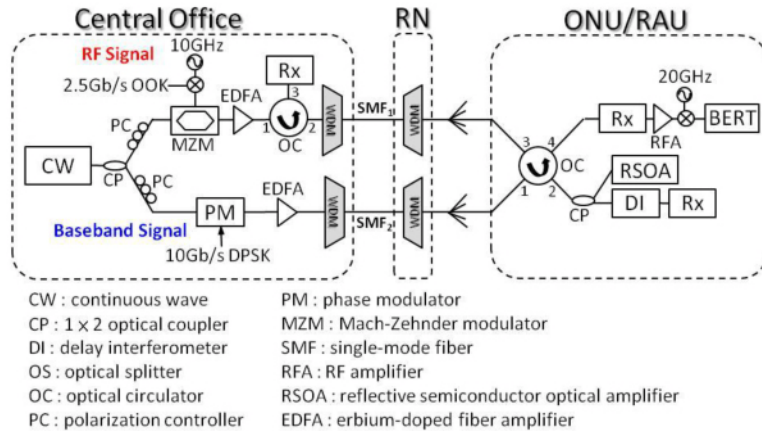 Central Office
RN
ONU/RAU
RF Signal
10GHz
2.5Gb/s OOK
EDFA
Rx
3
1
2
OC
MZM
PC
WDM
SMF1
WDM
CW
CP
PC
EDFA
PM
10Gb/s DPSK
Baseband Signal
WDM
SMF2
WDM
20GHz
3
4
Rx
RFA
BERT
OC
1
2
RSOA
CP
DI
Rx
CW : continuous wave
CP : 1 x 2 optical coupler
DI : delay interferometer
OS : optical splitter
OC : optical circulator
PC : polarization controller
PM : phase modulator
MZM : Mach-Zehnder modulator
SMF : single-mode fiber
RFA : RF amplifier
RSOA : reflective semiconductor optical amplifier
EDFA : erbium-doped fiber amplifier